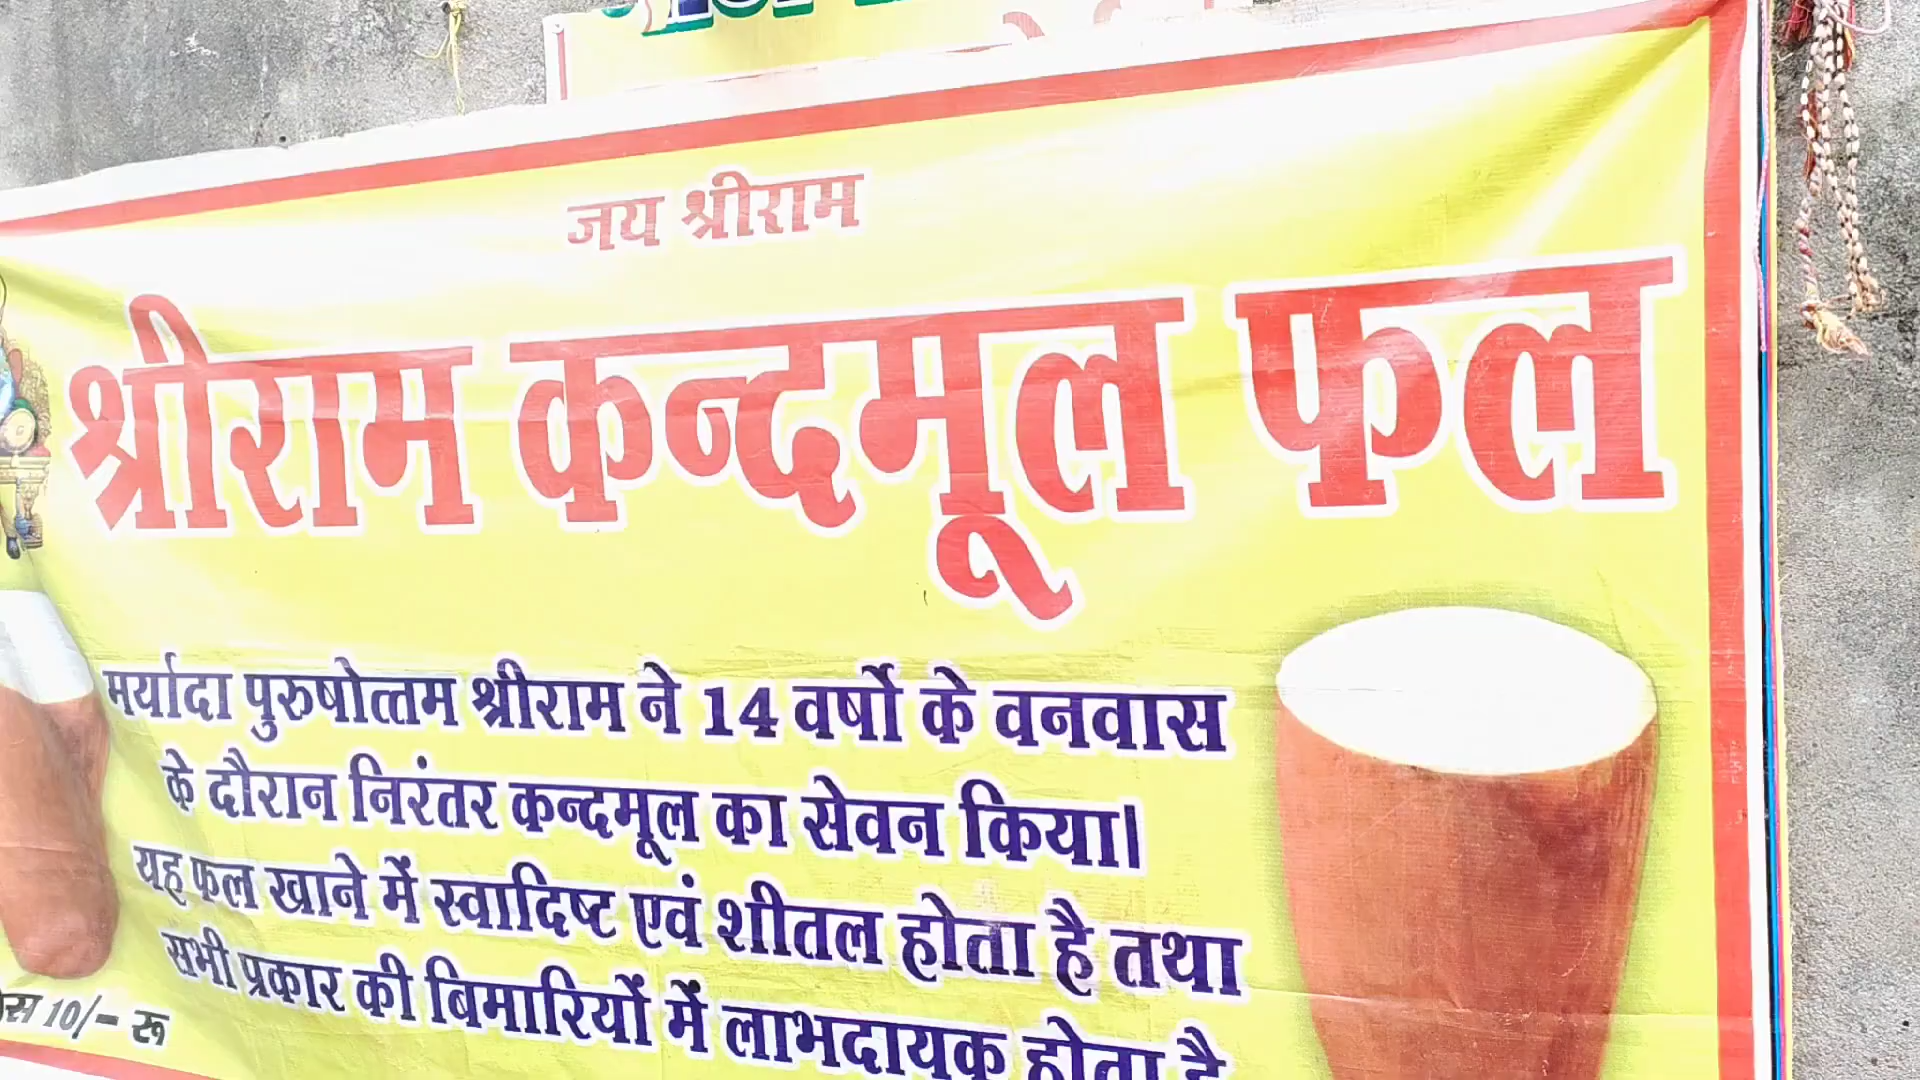 जय श्रीराम
श्रीराम कन्दमूल फल
मर्यादा पुरुषोत्तम श्रीराम ने 14 वर्षो के वनवास
के दौरान निरंतर कन्दमूल का सेवन किया।
यह फल खाने में स्वादिष्ट एवं शीतल होता है तथा
सभी प्रकार की बिमारियों में लाभदायक होता है
10/- रू